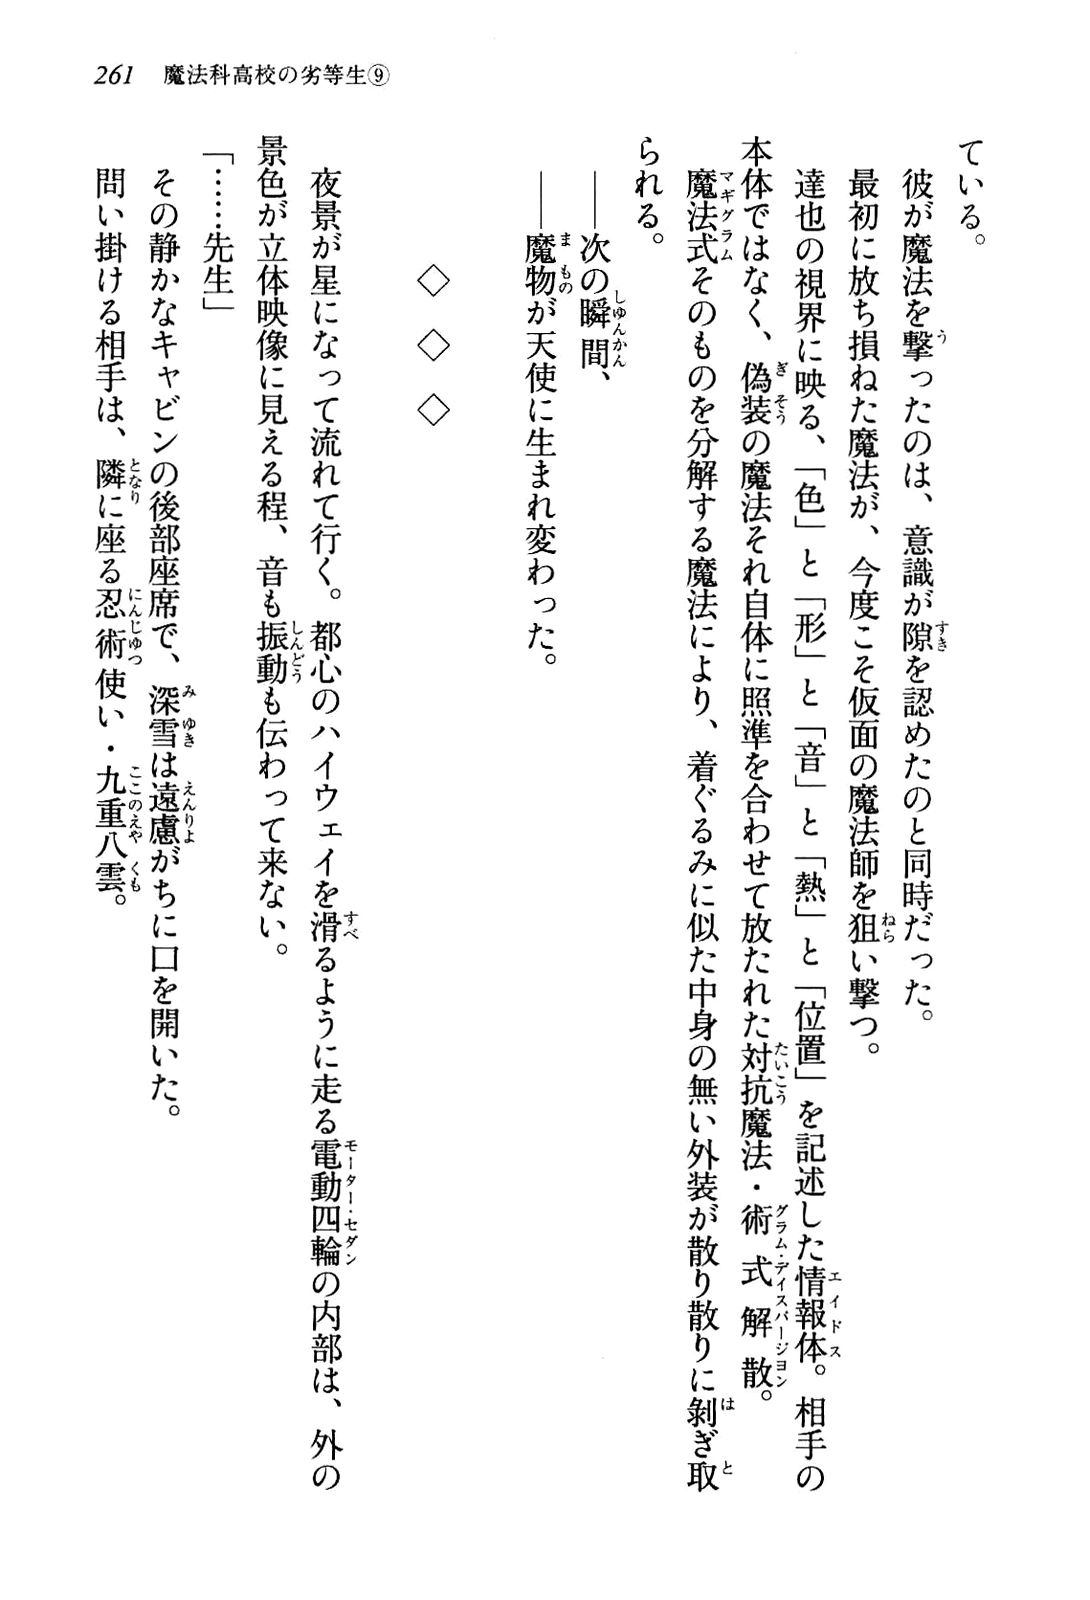 261 魔法科高校の劣等生⑨
ている。
彼が魔法を撃ったのは、意識が隙を認めたのと同時だった。
最初に放ち損ねた魔法が、今度こそ仮面の魔法師を狙い撃つ。
達也の視界に映る、「色」と「形」と「音」と「熱」と「位置」を記述した情報体。相手の
本体ではなく、偽装の魔法それ自体に照準を合わせて放たれた対抗魔法・術式解散。
魔法式そのものを分解する魔法により、着ぐるみに似た中身の無い外装が散り散りに剝ぎ取
られる。
――次の瞬間、
――魔物が天使に生まれ変わった。
◇ ◇ ◇
夜景が星になって流れて行く。都心のハイウェイを滑るように走る電動四輪の内部は、外の
景色が立体映像に見える程、音も振動も伝わって来ない。
「……先生」
その静かなキャビンの後部座席で、深雪は遠慮がちに口を開いた。
問い掛ける相手は、隣に座る忍術使い・九重八雲。